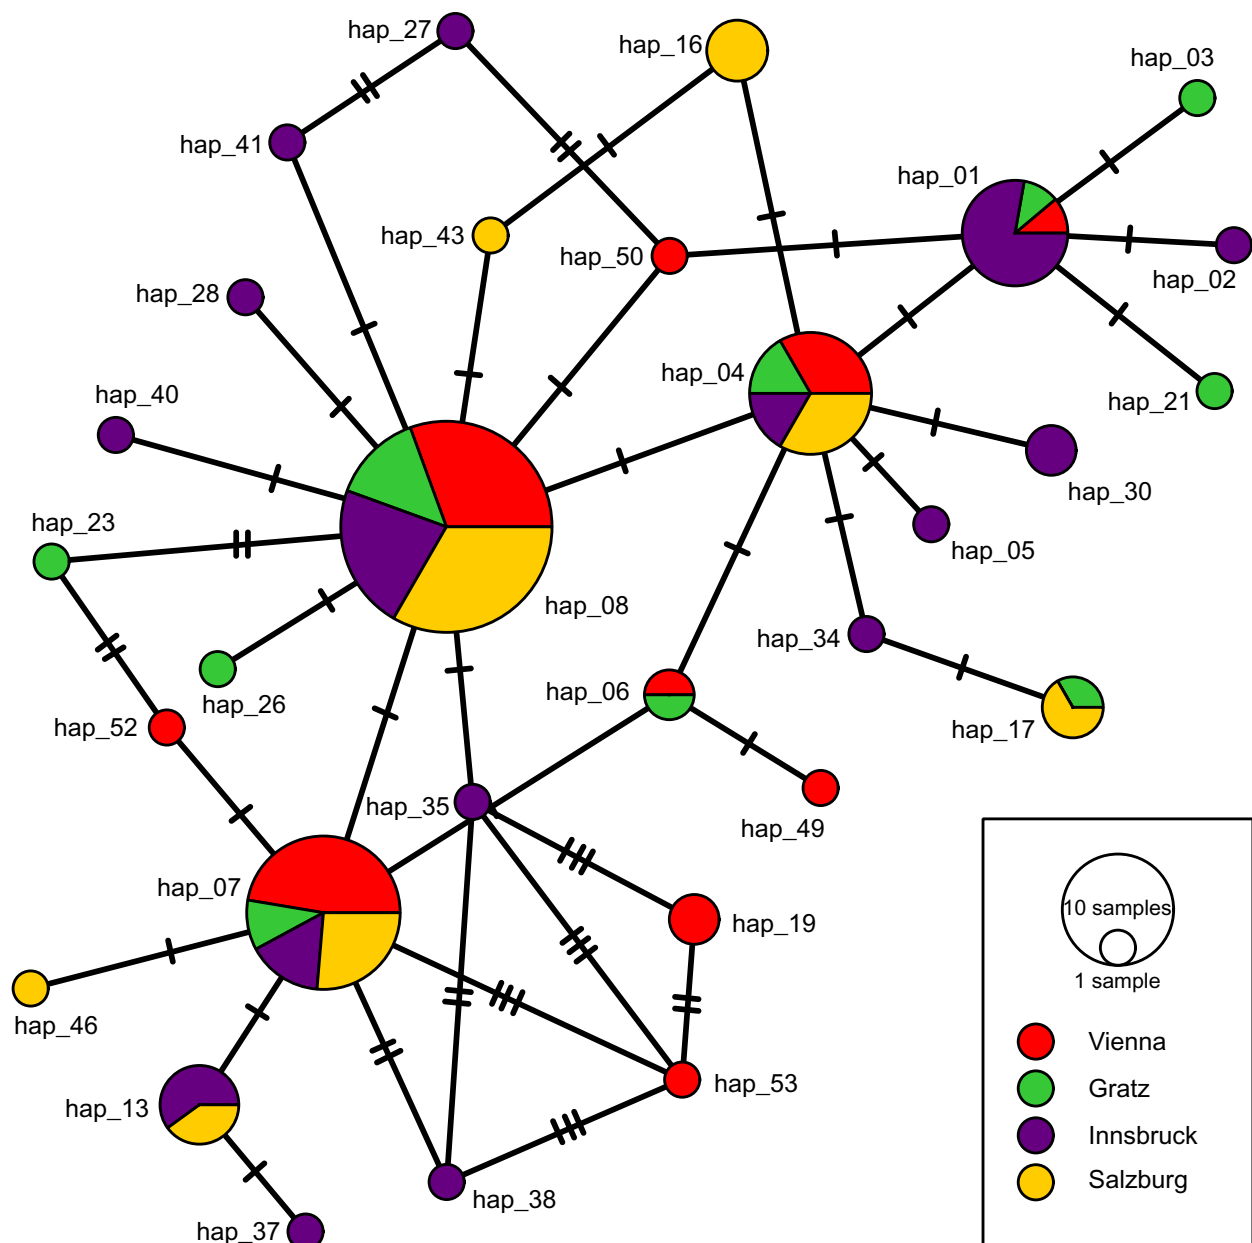 hap_27
hap_16
hap_03
hap_41
hap_01
hap_43
hap_50
hap_02
hap_28
hap_04
hap_40
hap_21
hap_30
hap_23
hap_05
hap_08
hap_34
hap_06
hap_26
hap_52
hap_17
hap_35
hap_49
hap_07
10 samples
hap_19
1 sample
hap_46
Vienna
hap_53
Gratz
hap_13
Innsbruck
Salzburg
hap_38
hap_37